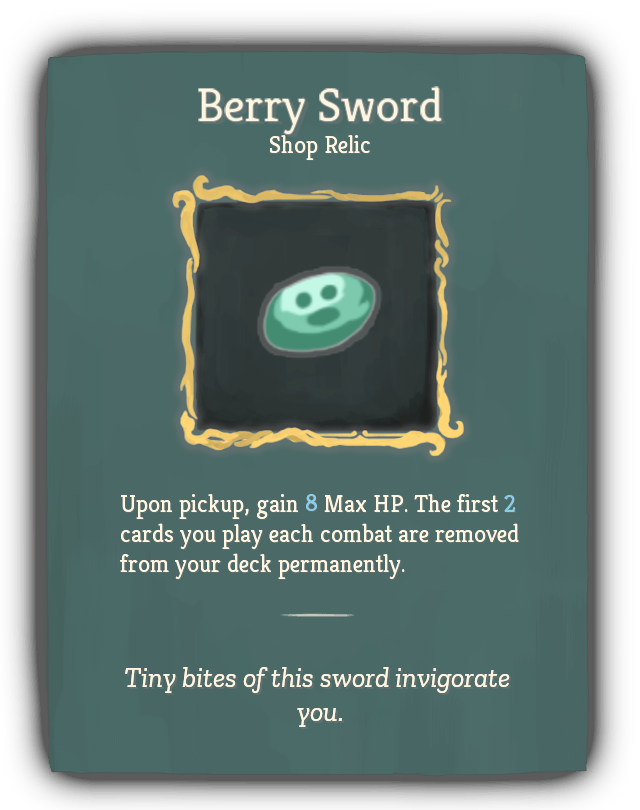 Berry Sword
Shop Relic
Upon pickup, gain 8 Max HP. The first 2
cards you play each combat are removed
from your deck permanently.
Tiny bites of this sword invigorate
you.